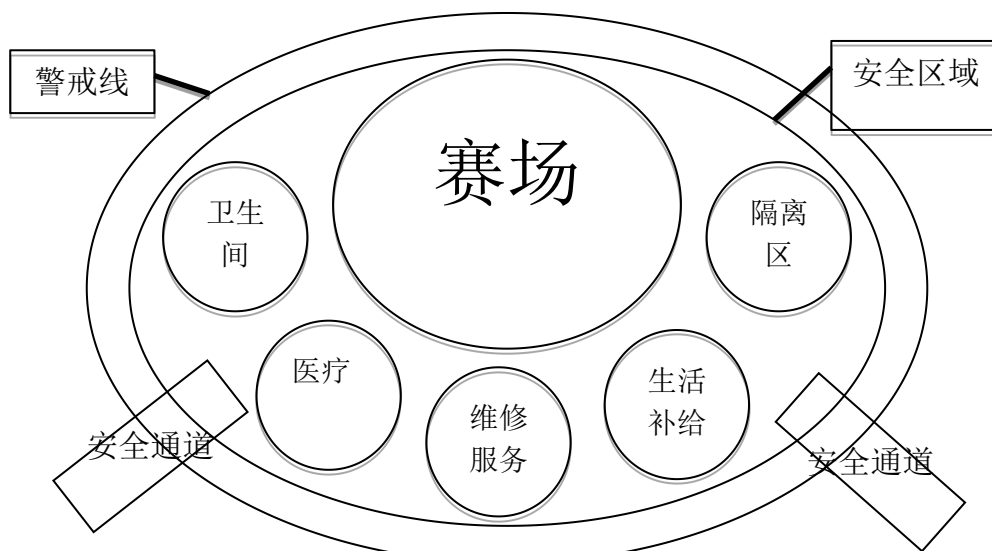 警戒线
安全区域
赛场
卫生
间
隔离
区
医疗
维修
服务
生活
补给
安全通道
安全通道